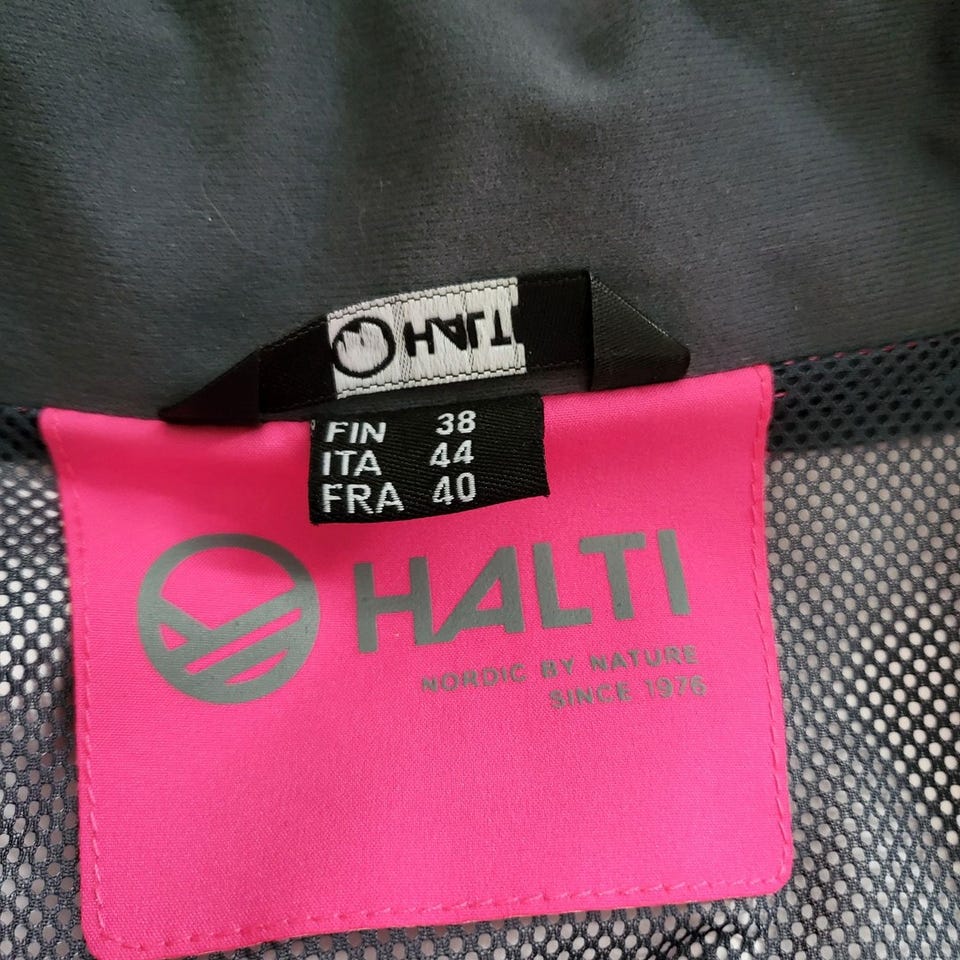 HALTI
FIN 38
ITA 44
FRA 40
HALTI
NORDIC BY NATURE
SINCE 1976